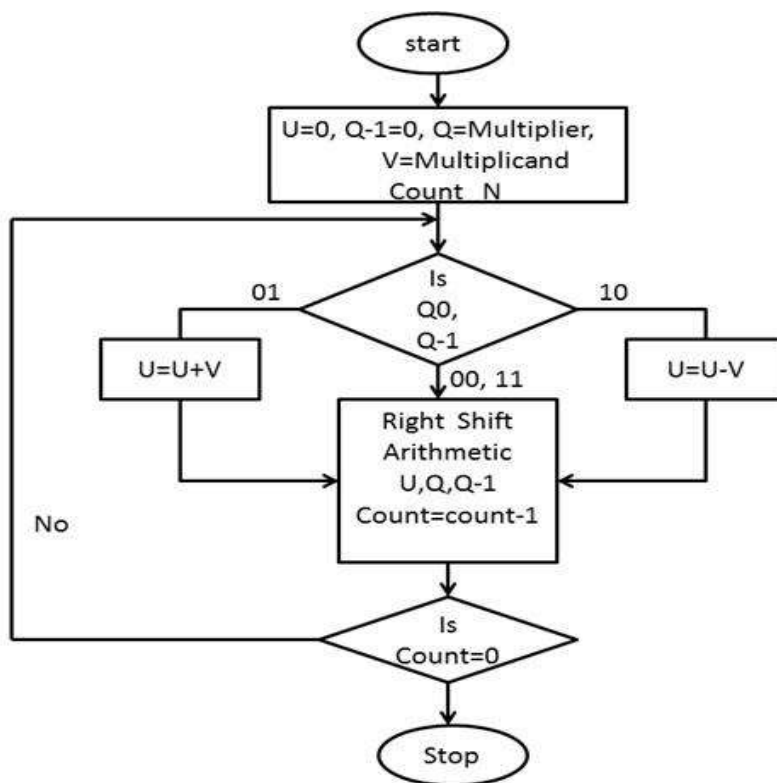 start
U=0, Q-1=0, Q=Multiplier,
V=Multiplicand
Count N
Is
Q0,
Q-1
01
10
U=U+V
U=U-V
00, 11
Right Shift
Arithmetic
U,Q,Q-1
Count=count-1
No
Is
Count=0
Stop